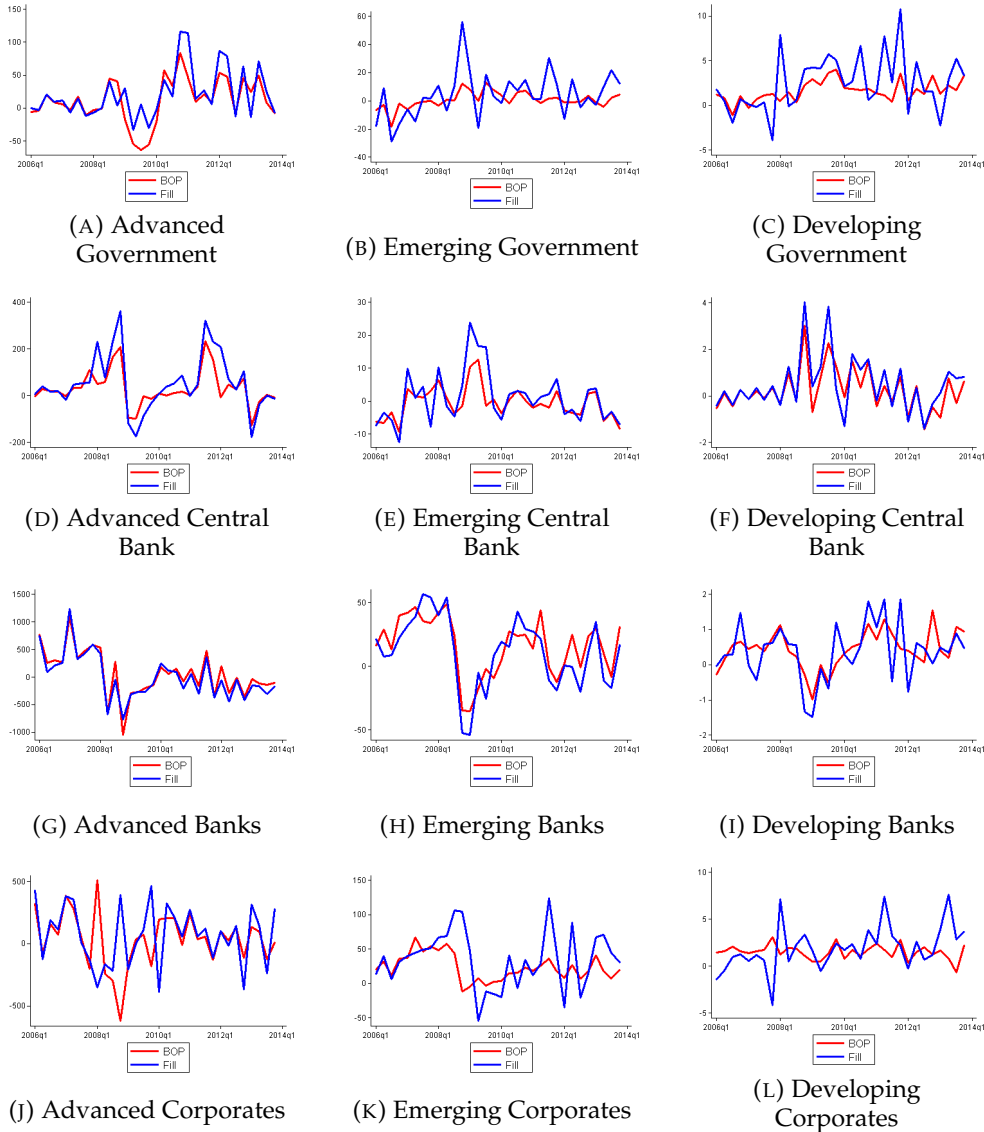 150
100
50
0
-50
2006q1 2008q1 2010q1 2012q1 2014q1
BOP
Fill
(A) Advanced
Government
60
40
20
0
-20
-40
2006q1 2008q1 2010q1 2012q1 2014q1
BOP
Fill
(B) Emerging Government
10
5
0
-5
2006q1 2008q1 2010q1 2012q1 2014q1
BOP
Fill
(C) Developing
Government
400
200
0
-200
2006q1 2008q1 2010q1 2012q1 2014q1
BOP
Fill
(D) Advanced Central
Bank
30
20
10
0
-10
2006q1 2008q1 2010q1 2012q1 2014q1
BOP
Fill
(E) Emerging Central
Bank
4
2
0
-2
2006q1 2008q1 2010q1 2012q1 2014q1
BOP
Fill
(F) Developing Central
Bank
1500
1000
500
0
-500
-1000
2006q1 2008q1 2010q1 2012q1 2014q1
BOP
Fill
(G) Advanced Banks
50
0
-50
2006q1 2008q1 2010q1 2012q1 2014q1
BOP
Fill
(H) Emerging Banks
2
1
0
-1
-2
2006q1 2008q1 2010q1 2012q1 2014q1
BOP
Fill
(I) Developing Banks
500
0
-500
2006q1 2008q1 2010q1 2012q1 2014q1
BOP
Fill
(J) Advanced Corporates
150
100
50
0
-50
2006q1 2008q1 2010q1 2012q1 2014q1
BOP
Fill
(K) Emerging Corporates
10
5
0
-5
2006q1 2008q1 2010q1 2012q1 2014q1
BOP
Fill
(L) Developing
Corporates